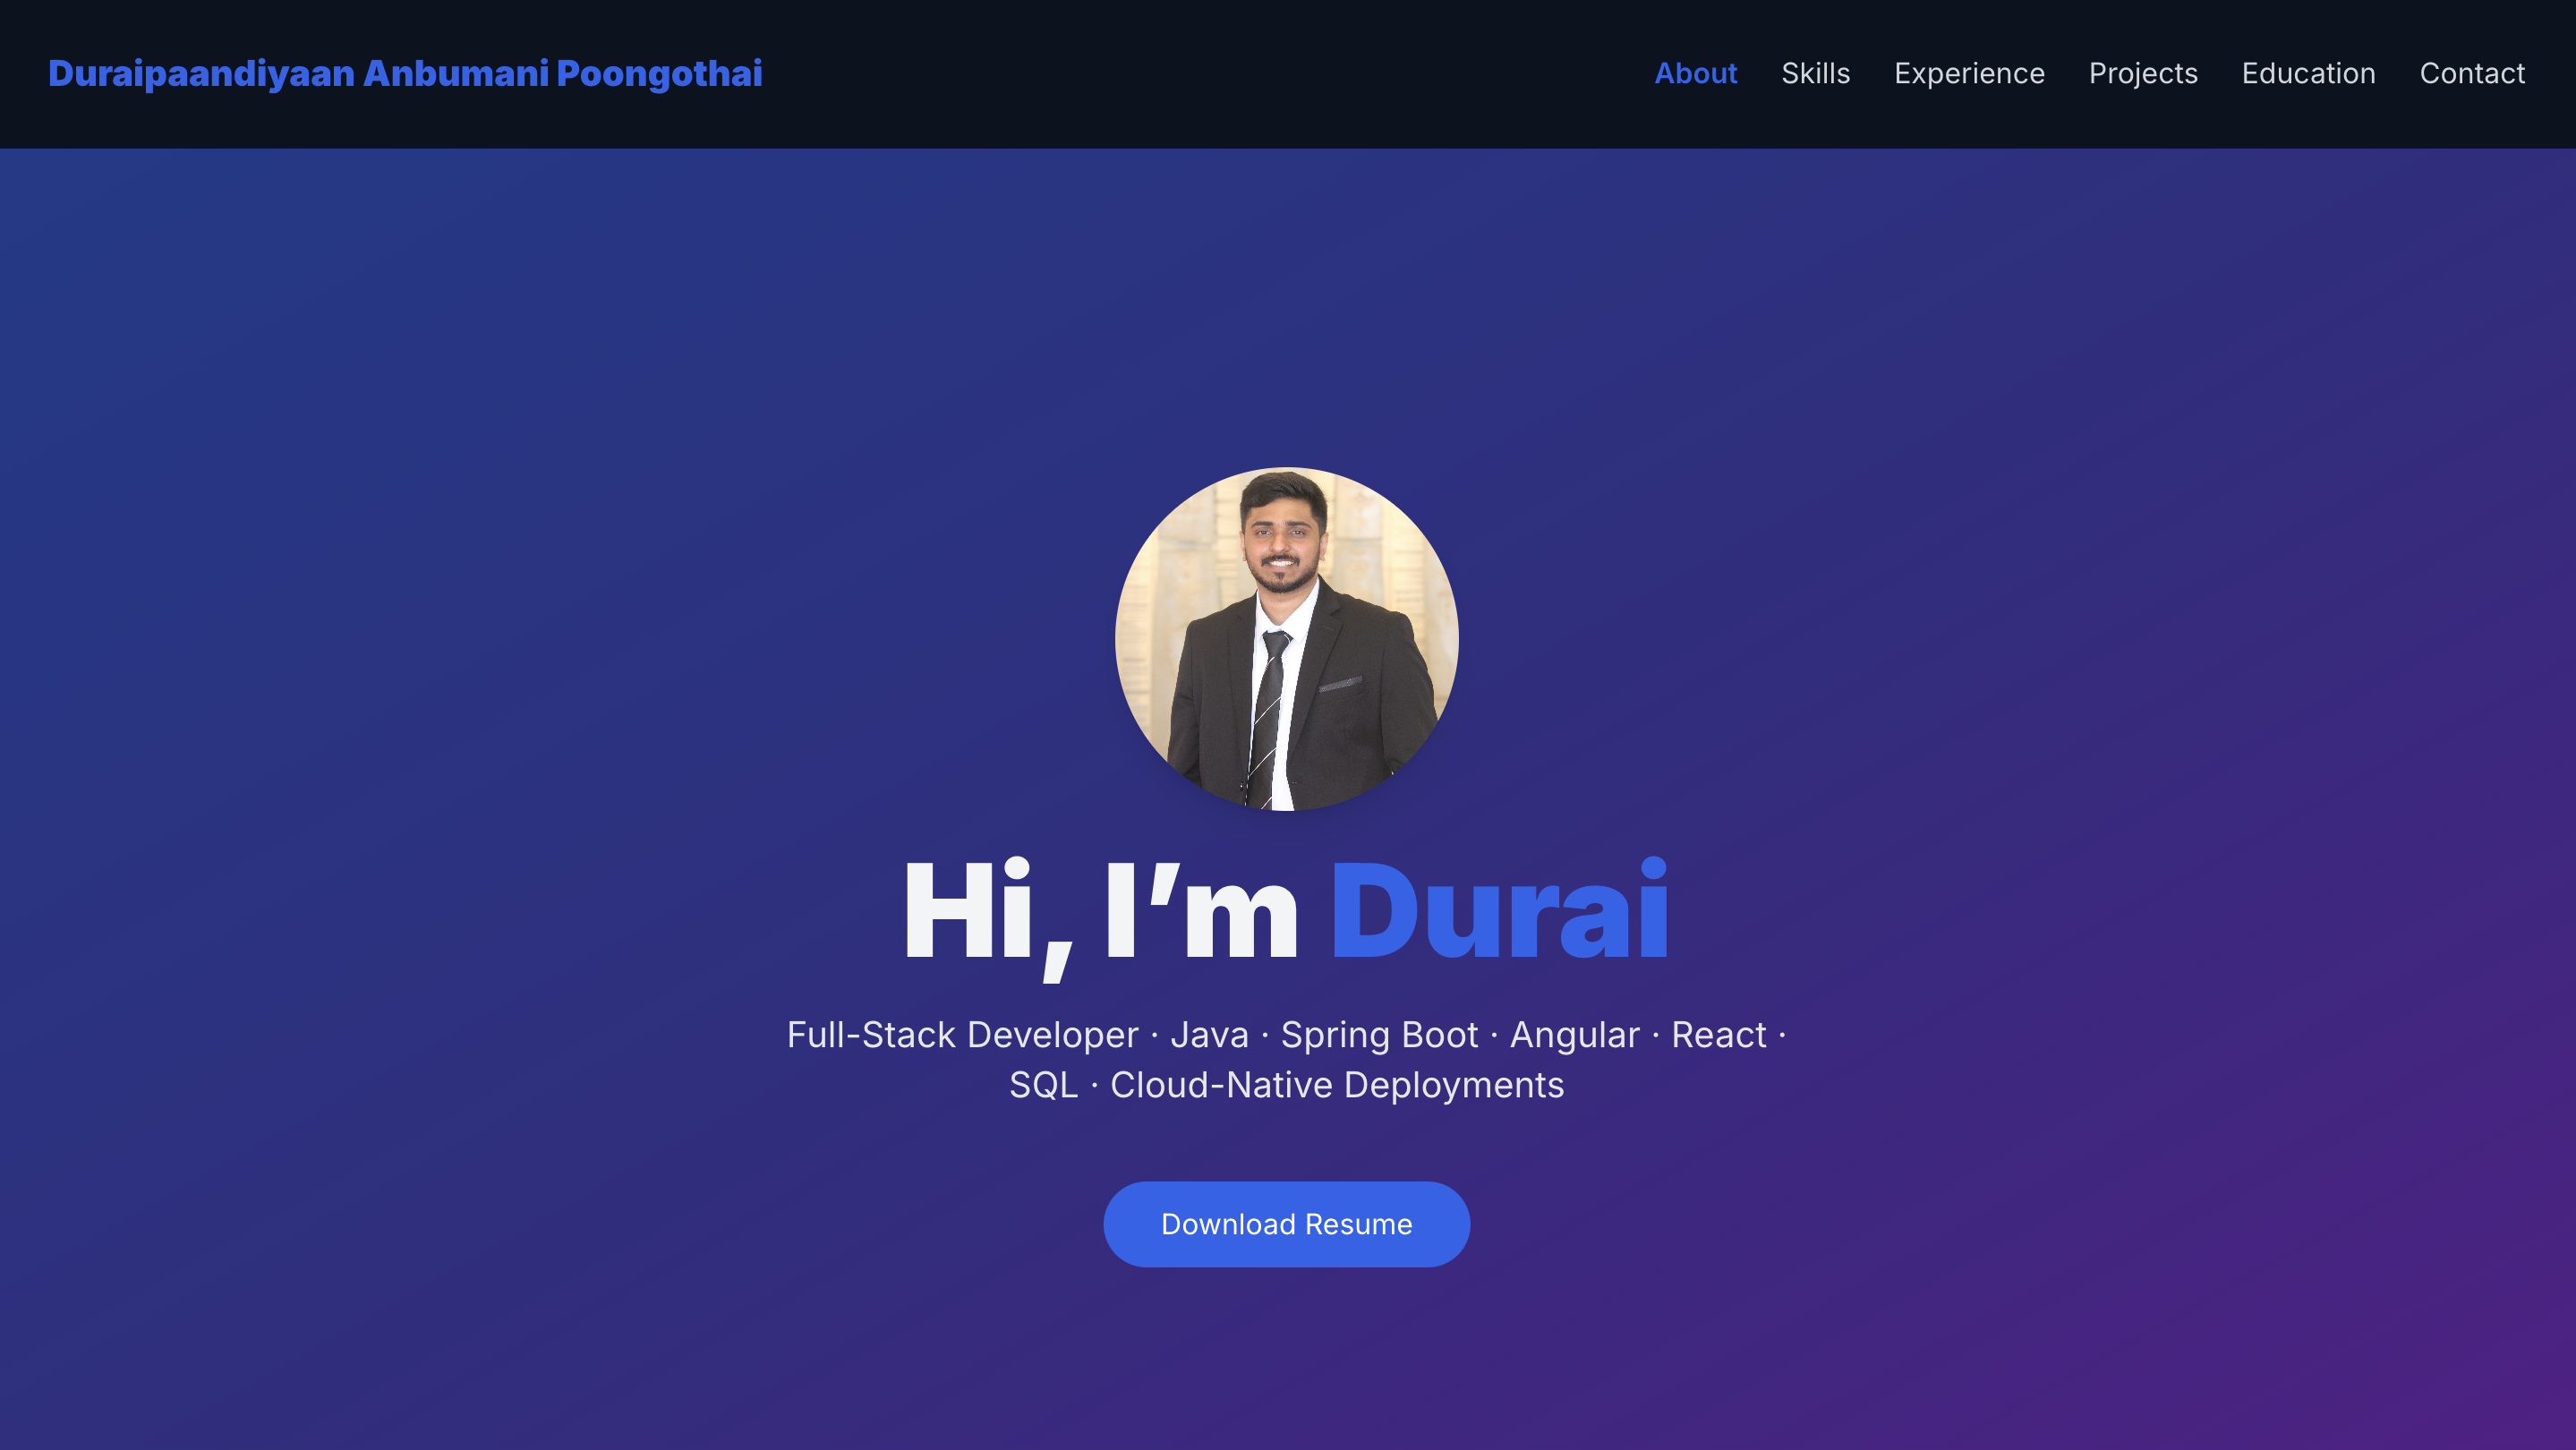 Duraipaandiyaan Anbumani Poongothai
About Skills Experience Projects Education Contact
Hi, I’m Durai
Full-Stack Developer · Java · Spring Boot · Angular · React ·
SQL · Cloud-Native Deployments
Download Resume